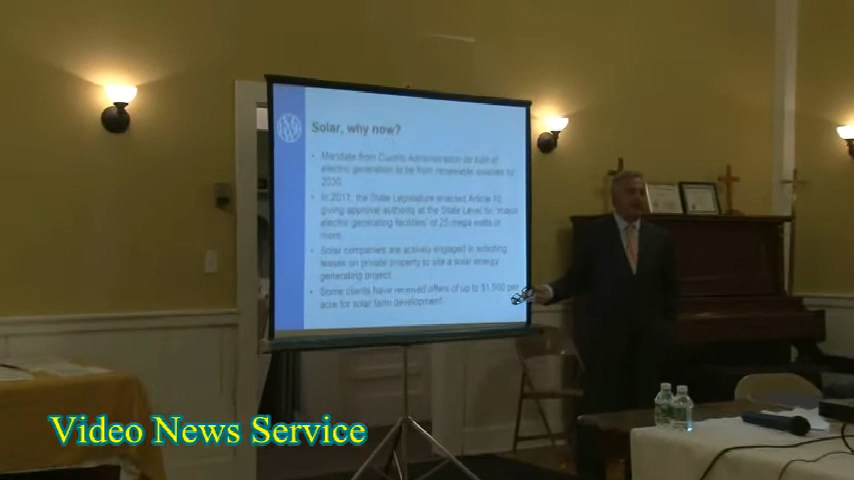 Solar, why now?
• Mandate from Cuomo Administration for half of
electric generation to be from renewable sources by
2030.
• In 2011, the State Legislature enacted Article 10,
giving approval authority at the State Level for "major
electric generating facilities" of 25 mega watts or
more.
• Solar companies are actively engaged in soliciting
leases on private property to site a solar energy
generating project.
• Some clients have received offers of up to $1,500 per
acre for solar farm development.
Video News Service